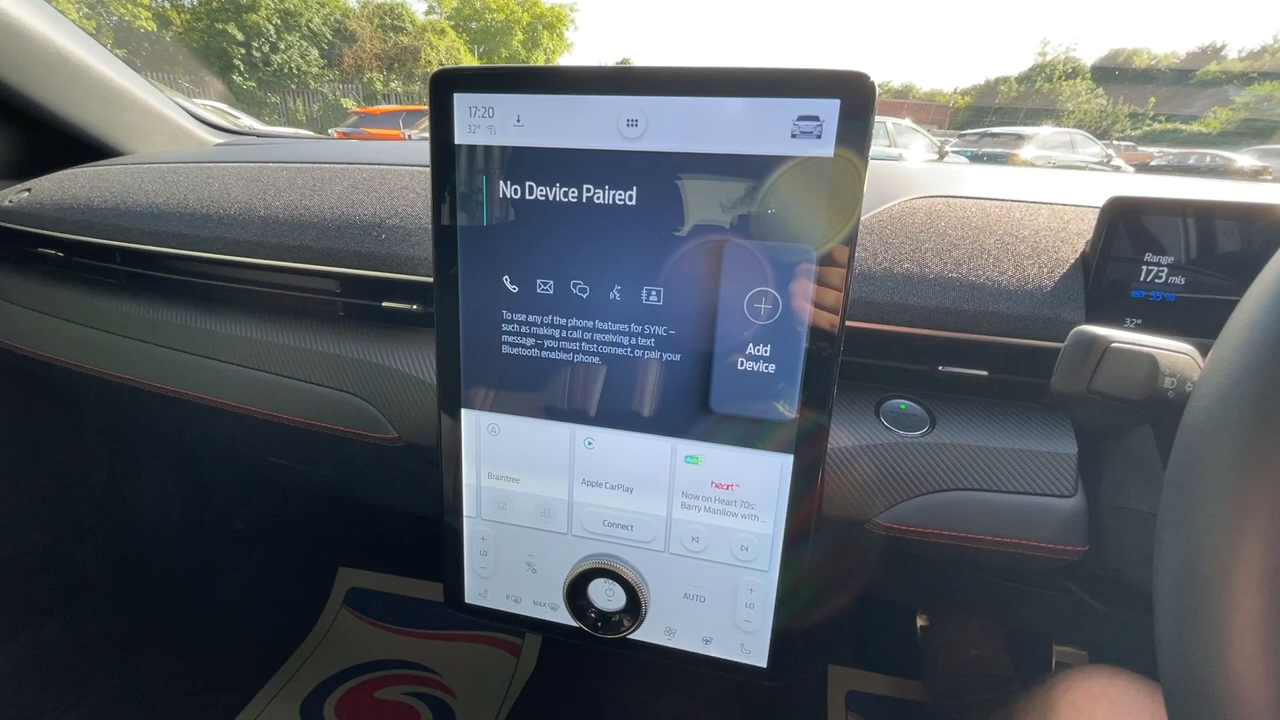 17:20
32°
No Device Paired
To use any of the phone features for SYNC –
such as making a call or receiving a text
message – you must first connect, or pair your
Bluetooth enabled phone.
Add
Device
Braintree
Apple CarPlay
Connect
heart
Now on Heart 70s:
Barry Manilow with ...
LO
MAX
VOL
AUTO
LO
Range
173 mls
32°